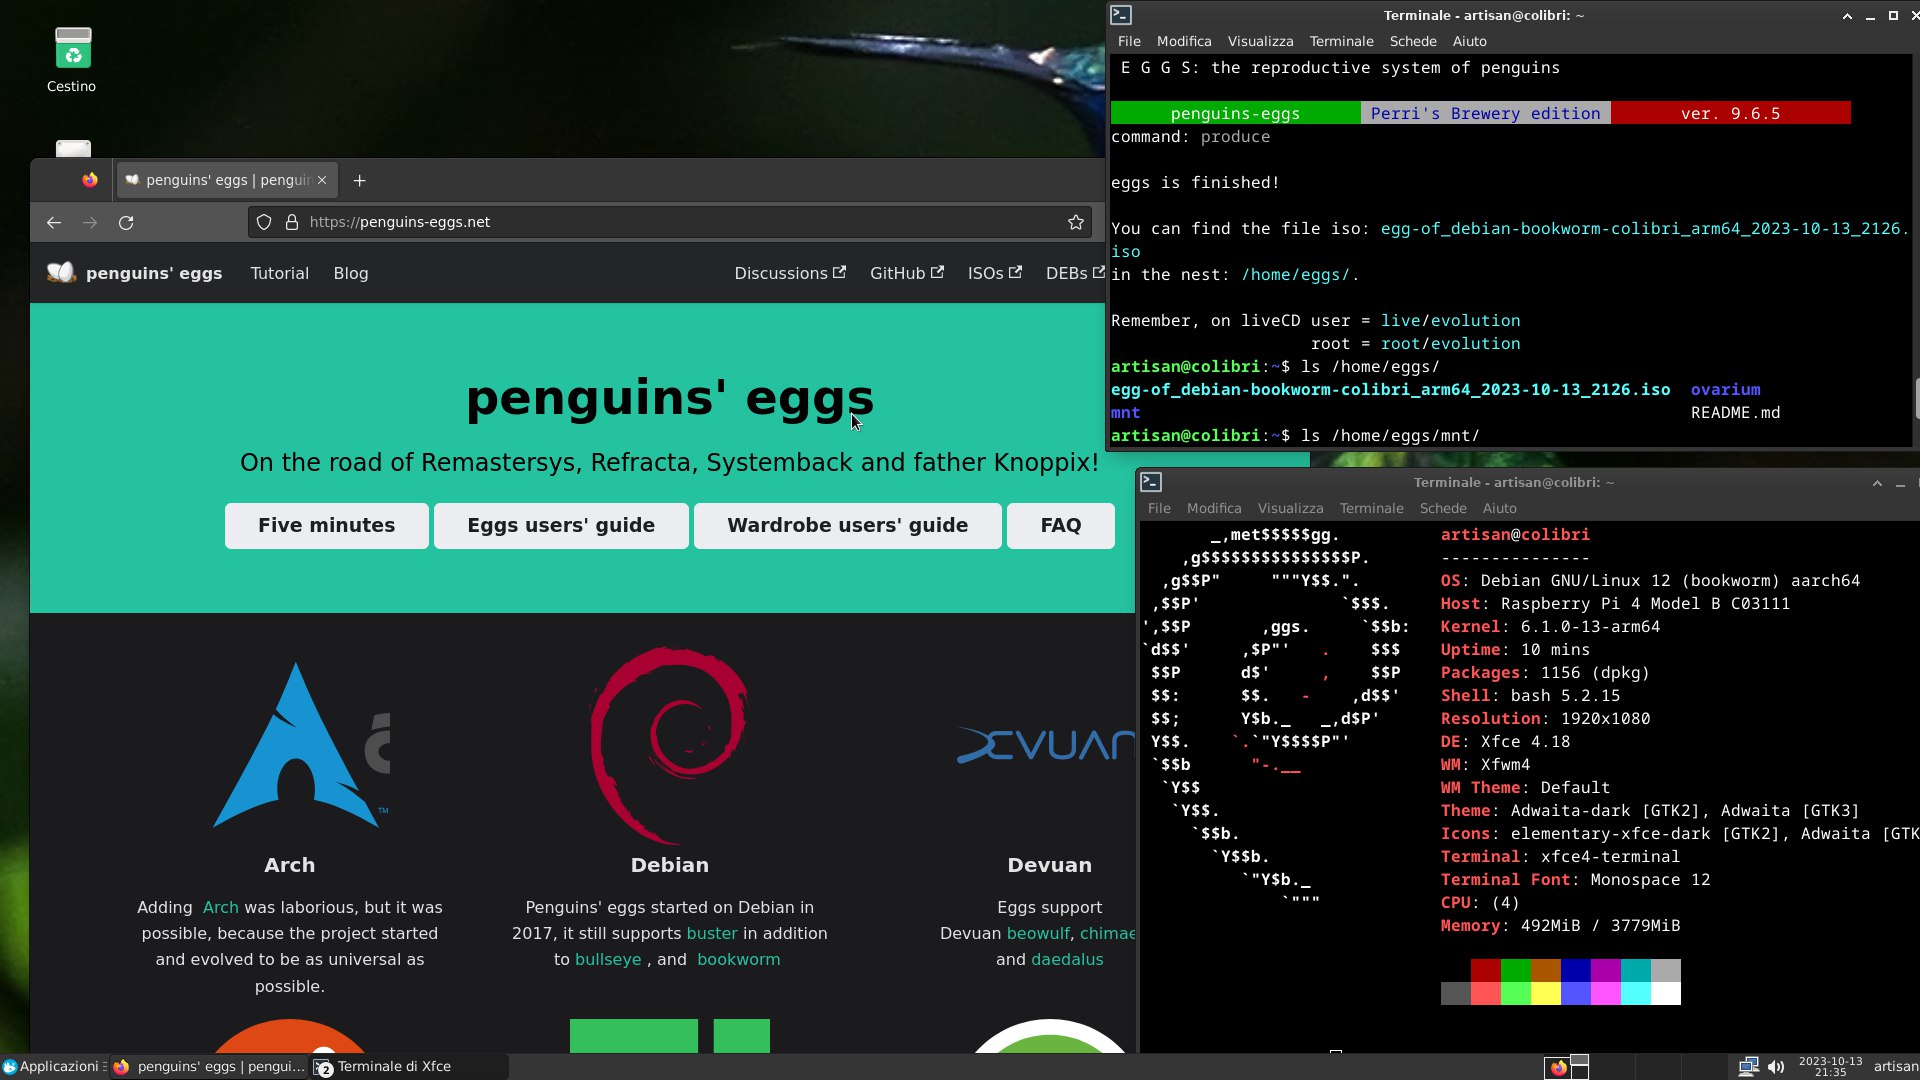 Cestino
penguins' eggs | penguin
https://penguins-eggs.net
penguins' eggs Tutorial Blog Discussions GitHub ISOs DEBs
penguins' eggs
On the road of Remastersys, Refracta, Systemback and father Knoppix!
Five minutes Eggs users' guide Wardrobe users' guide FAQ
TM
DEVUAN
Arch
Adding Arch was laborious, but it was
possible, because the project started
and evolved to be as universal as
possible.
Debian
Penguins' eggs started on Debian in
2017, it still supports buster in addition
to bullseye , and bookworm
Devuan
Eggs support
Devuan beowulf, chimae
and daedalus
Terminale - artisan@colibri: ~
File Modifica Visualizza Terminale Schede Aiuto
E G G S: the reproductive system of penguins
penguins-eggs Perri's Brewery edition ver. 9.6.5
command: produce
eggs is finished!
You can find the file iso: egg-of_debian-bookworm-colibri_arm64_2023-10-13_2126.
iso
in the nest: /home/eggs/.
Remember, on liveCD user = live/evolution
root = root/evolution
artisan@colibri:~$ ls /home/eggs/
egg-of_debian-bookworm-colibri_arm64_2023-10-13_2126.iso ovarium
mnt README.md
artisan@colibri:~$ ls /home/eggs/mnt/
Terminale - artisan@colibri: ~
File Modifica Visualizza Terminale Schede Aiuto
_,met$$$$$gg. artisan@colibri
,g$$$$$$$$$$$$$$$P. ---------------
,g$$P" """Y$$.". OS: Debian GNU/Linux 12 (bookworm) aarch64
,$$P' `$$$. Host: Raspberry Pi 4 Model B C03111
',$$P ,ggs. `$$b: Kernel: 6.1.0-13-arm64
`d$$' ,$P"' . $$$ Uptime: 10 mins
$$P d$' , $$P Packages: 1156 (dpkg)
$$: $$. - ,d$$' Shell: bash 5.2.15
$$; Y$b._ _,d$P' Resolution: 1920x1080
Y$$. `.`"Y$$$$P"' DE: Xfce 4.18
`$$b "-.__ WM: Xfwm4
`Y$$ WM Theme: Default
`Y$$. Theme: Adwaita-dark [GTK2], Adwaita [GTK3]
`$$b. Icons: elementary-xfce-dark [GTK2], Adwaita [GTK
`Y$$b. Terminal: xfce4-terminal
`"Y$b._ Terminal Font: Monospace 12
`""" CPU: (4)
Memory: 492MiB / 3779MiB
Applicazioni penguins' eggs | pengui... 2 Terminale di Xfce 2023-10-13 artisan
21:35